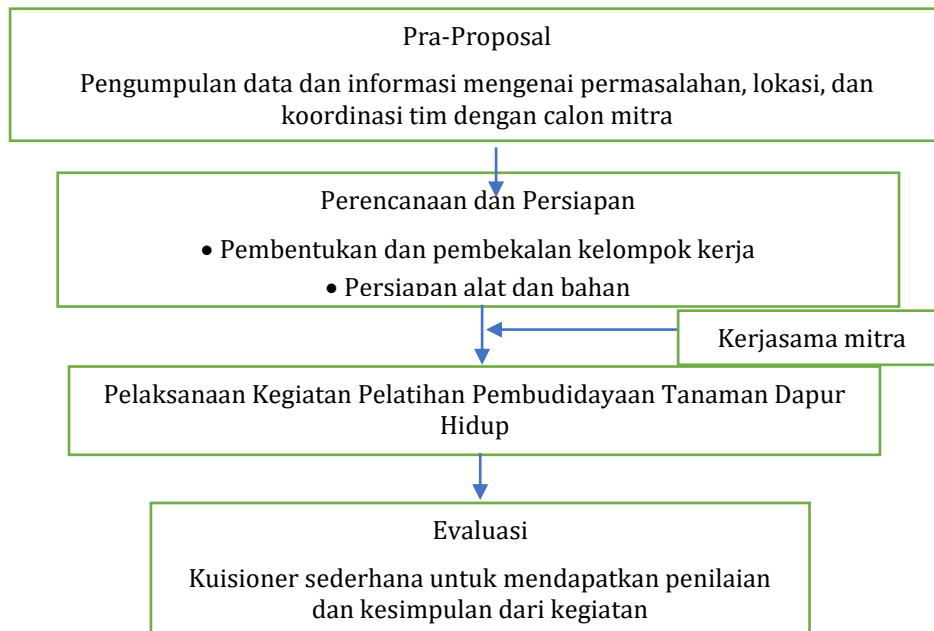 Pra-Proposal
Pengumpulan data dan informasi mengenai permasalahan, lokasi, dan
koordinasi tim dengan calon mitra
Perencanaan dan Persiapan
• Pembentukan dan pembekalan kelompok kerja
• Persiapan alat dan bahan
Kerjasama mitra
Pelaksanaan Kegiatan Pelatihan Pembudidayaan Tanaman Dapur
Hidup
Evaluasi
Kuisioner sederhana untuk mendapatkan penilaian
dan kesimpulan dari kegiatan